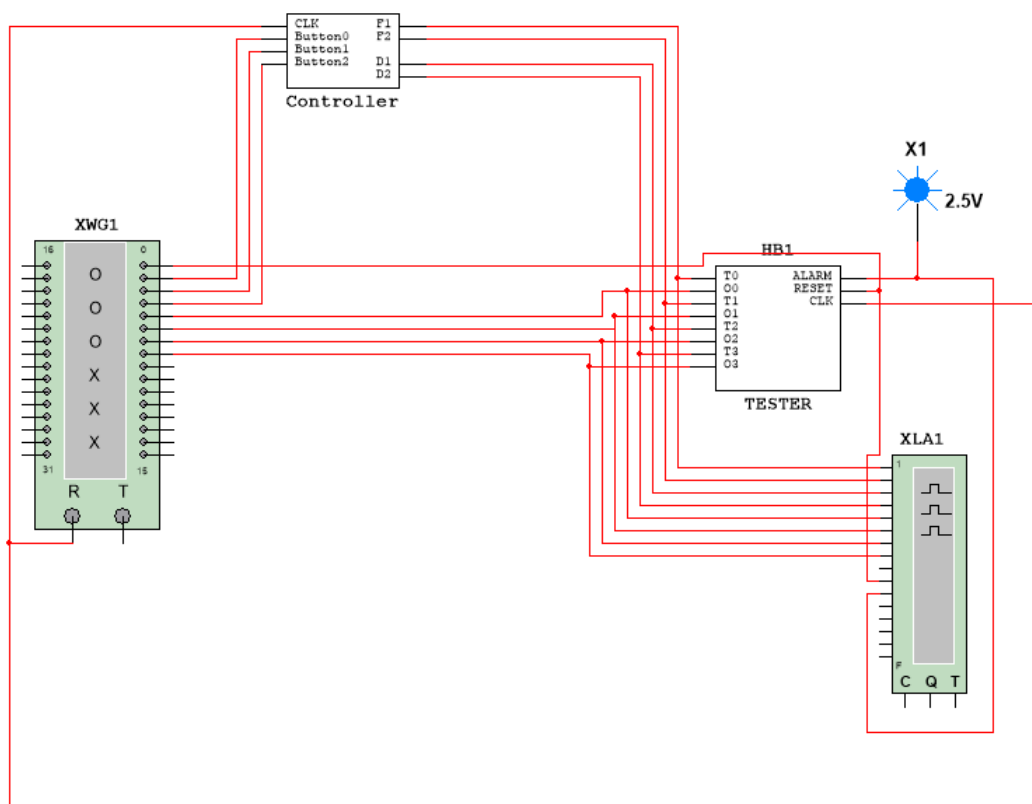 CLK F1
Button0 F2
Button1
Button2 D1
D2
Controller
X1
2.5V
XWG1
16 0
O
O
O
X
X
X
31 15
R T
HB1
T0 ALARM
O0 RESET
T1 CLK
O1
T2
O2
T3
O3
TESTER
XLA1
1
F
C Q T